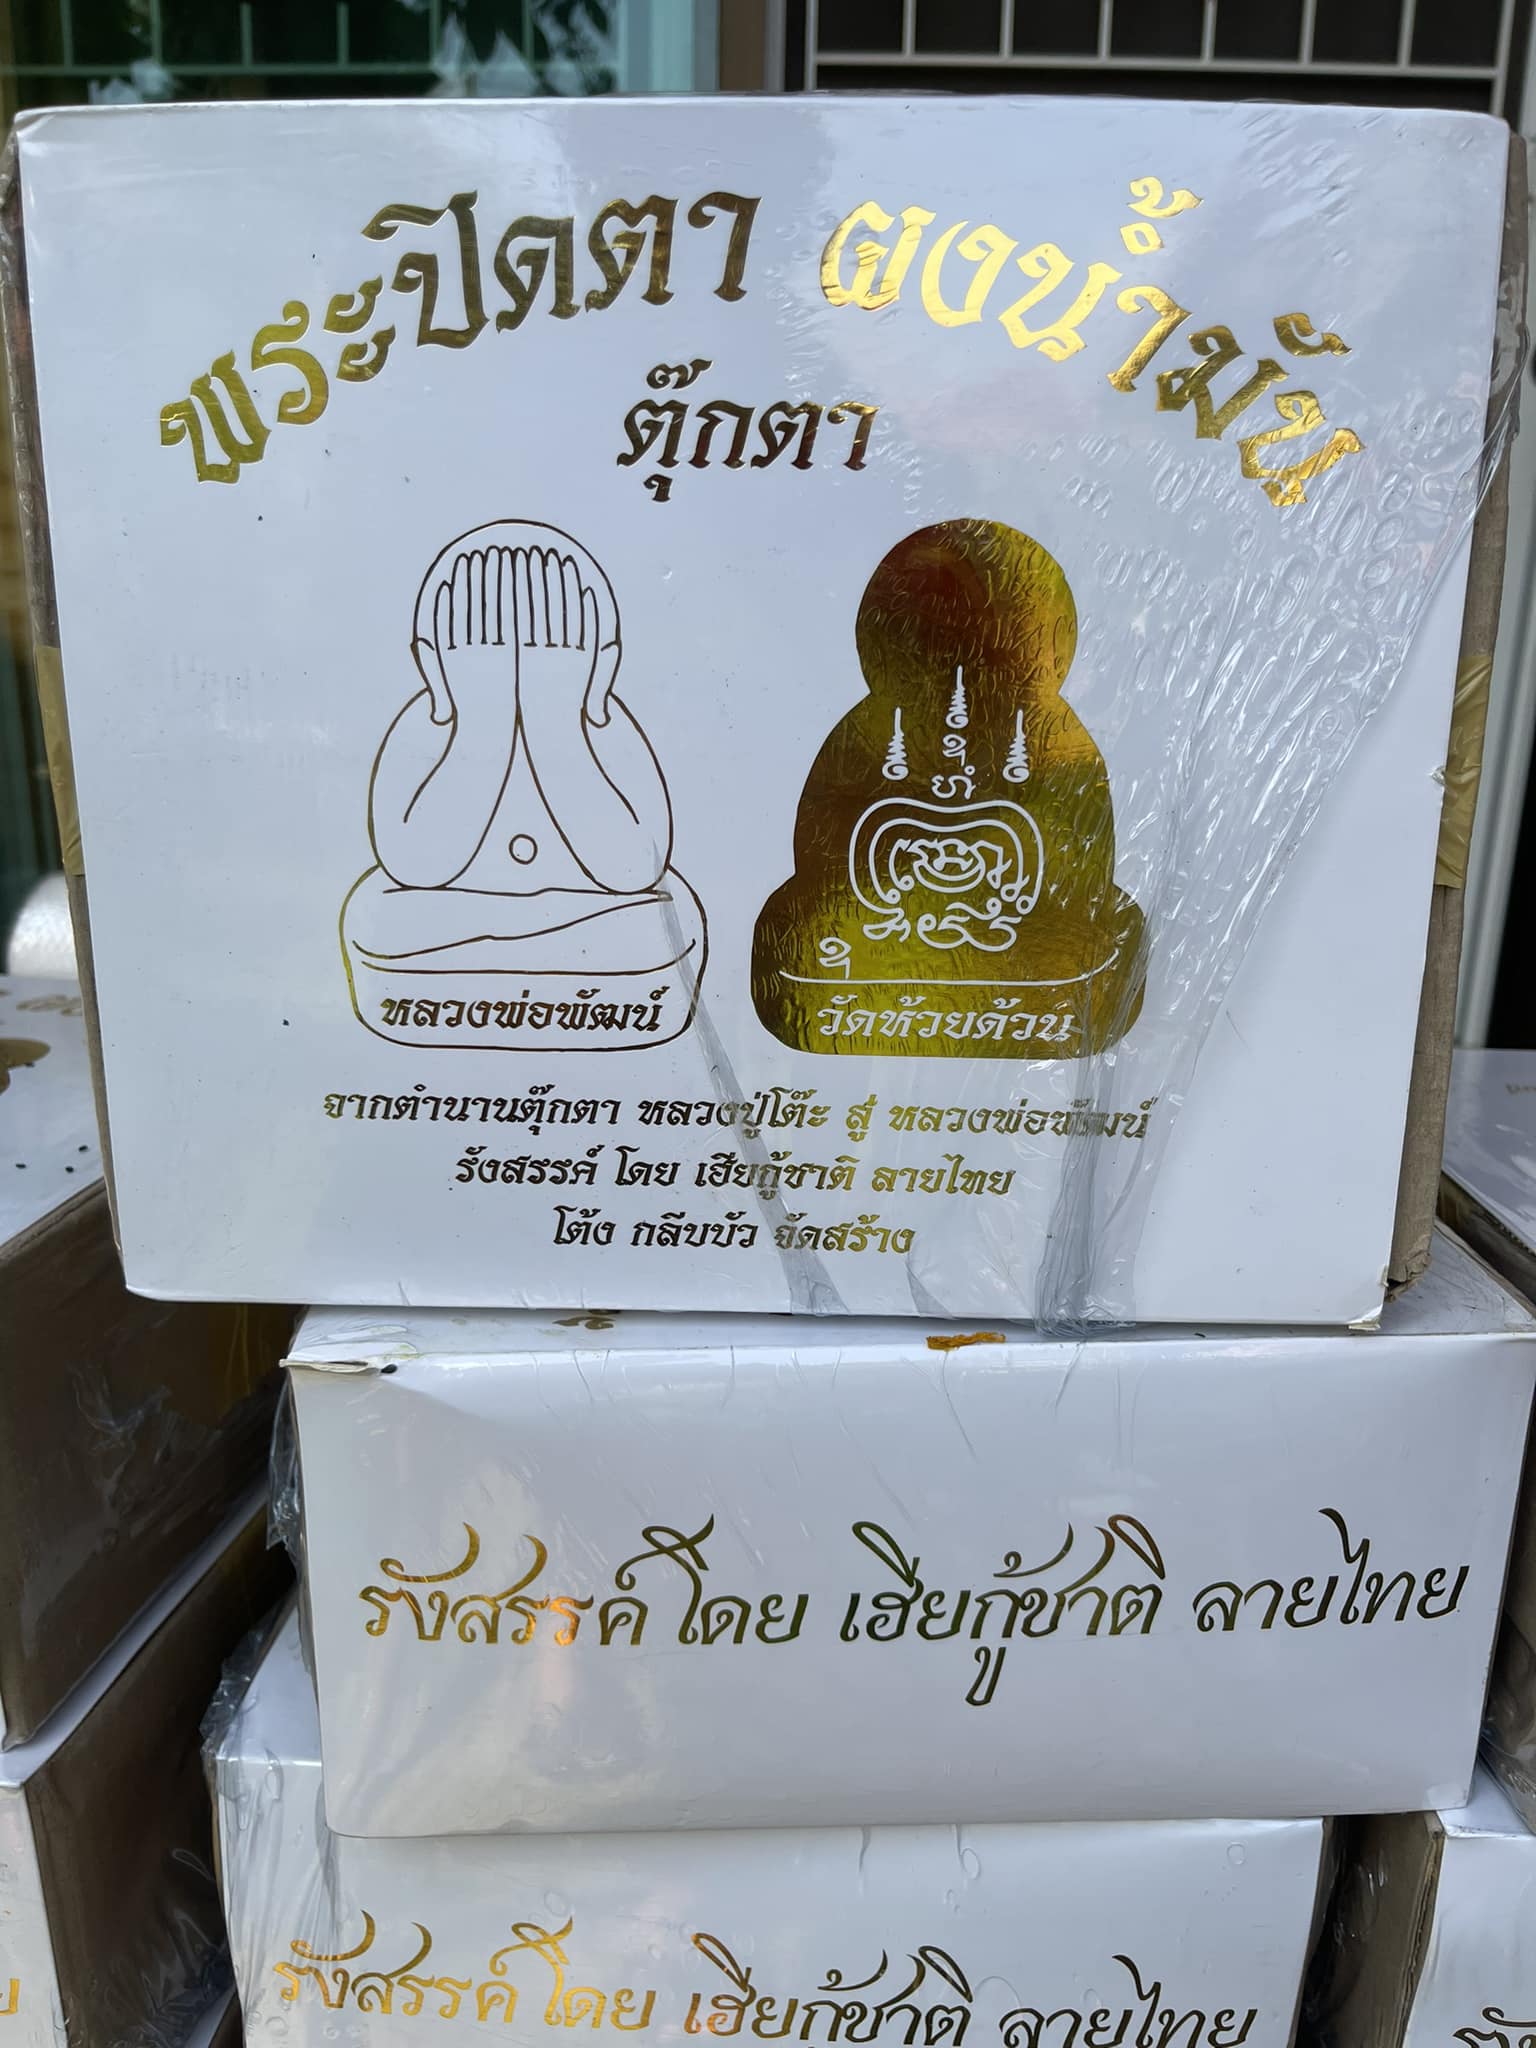 พระปิดตา ผงน้ำมัน
ตุ๊กตา
หลวงพ่อพัฒน์
วัดห้วยด้วน
จากตำนานตุ๊กตา หลวงปู่โต๊ะ สู่ หลวงพ่อพัฒน์
รังสรรค์ โดย เฮียกู้ชาติ ลายไทย
โต้ง กลีบบัว จัดสร้าง
รังสรรค์ โดย เฮียกู้ชาติ ลายไทย
รังสรรค์ โดย เฮียกู้ชาติ ลายไทย